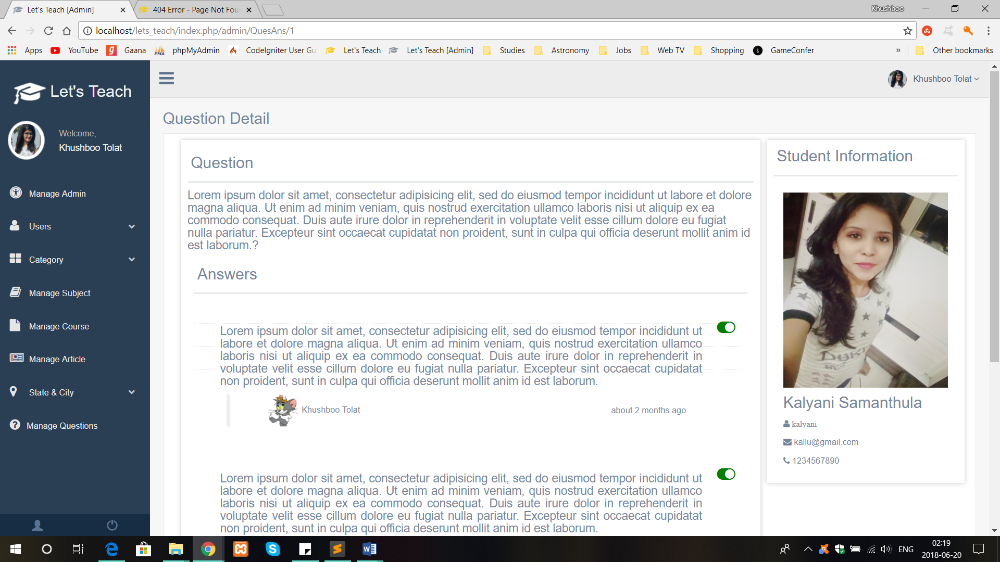 Let's Teach [Admin]
404 Error - Page Not Fou
Khushboo
localhost/lets_teach/index.php/admin/QuesAns/1
Apps YouTube Gaana phpMyAdmin CodeIgniter User Gu Let's Teach Let's Teach [Admin] Studies Astronomy Jobs Web TV Shopping GameConfer » Other bookmarks
Let's Teach
Welcome,
Khushboo Tolat
Manage Admin
Users
Category
Manage Subject
Manage Course
Manage Article
State & City
Manage Questions
Khushboo Tolat
Question Detail
Question
Lorem ipsum dolor sit amet, consectetur adipisicing elit, sed do eiusmod tempor incididunt ut labore et dolore
magna aliqua. Ut enim ad minim veniam, quis nostrud exercitation ullamco laboris nisi ut aliquip ex ea
commodo consequat. Duis aute irure dolor in reprehenderit in voluptate velit esse cillum dolore eu fugiat
nulla pariatur. Excepteur sint occaecat cupidatat non proident, sunt in culpa qui officia deserunt mollit anim id
est laborum.?
Answers
Lorem ipsum dolor sit amet, consectetur adipisicing elit, sed do eiusmod tempor incididunt ut
labore et dolore magna aliqua. Ut enim ad minim veniam, quis nostrud exercitation ullamco
laboris nisi ut aliquip ex ea commodo consequat. Duis aute irure dolor in reprehenderit in
voluptate velit esse cillum dolore eu fugiat nulla pariatur. Excepteur sint occaecat cupidatat
non proident, sunt in culpa qui officia deserunt mollit anim id est laborum.
Khushboo Tolat
about 2 months ago
Lorem ipsum dolor sit amet, consectetur adipisicing elit, sed do eiusmod tempor incididunt ut
labore et dolore magna aliqua. Ut enim ad minim veniam, quis nostrud exercitation ullamco
laboris nisi ut aliquip ex ea commodo consequat. Duis aute irure dolor in reprehenderit in
voluptate velit esse cillum dolore eu fugiat nulla pariatur. Excepteur sint occaecat cupidatat
non proident, sunt in culpa qui officia deserunt mollit anim id est laborum.
Student Information
Kalyani Samanthula
kalyani
kallu@gmail.com
1234567890
ENG
02:19
2018-06-20